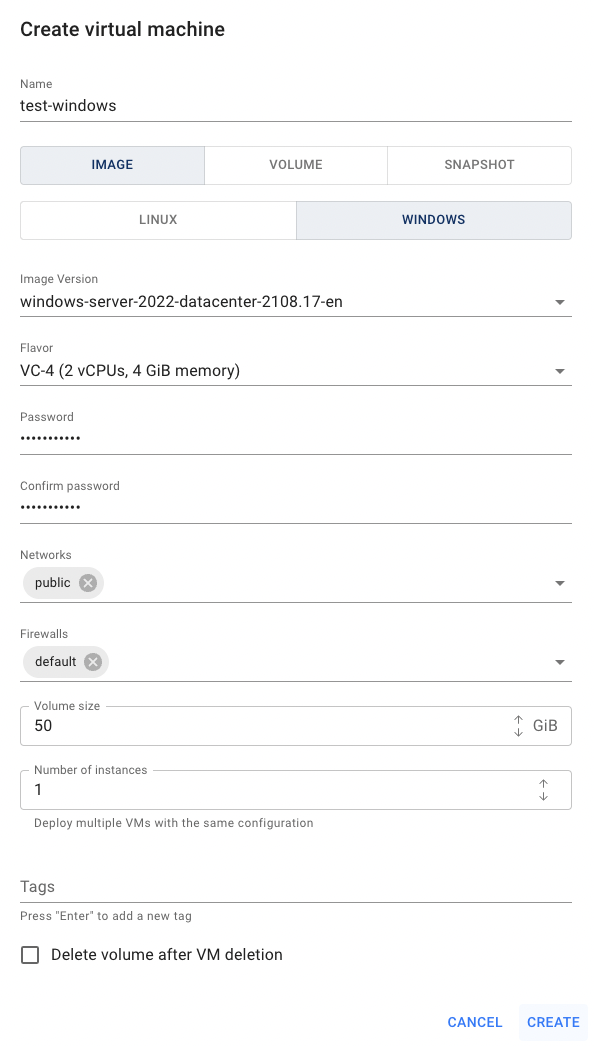 Create virtual machine
Name
test-windows
IMAGE VOLUME SNAPSHOT
LINUX WINDOWS
Image Version
windows-server-2022-datacenter-2108.17-en
Flavor
VC-4 (2 vCPUs, 4 GiB memory)
Password
•••••••••••
Confirm password
•••••••••••
Networks
public
Firewalls
default
Volume size
50 GiB
Number of instances
1
Deploy multiple VMs with the same configuration
Tags
Press "Enter" to add a new tag
Delete volume after VM deletion
CANCEL CREATE